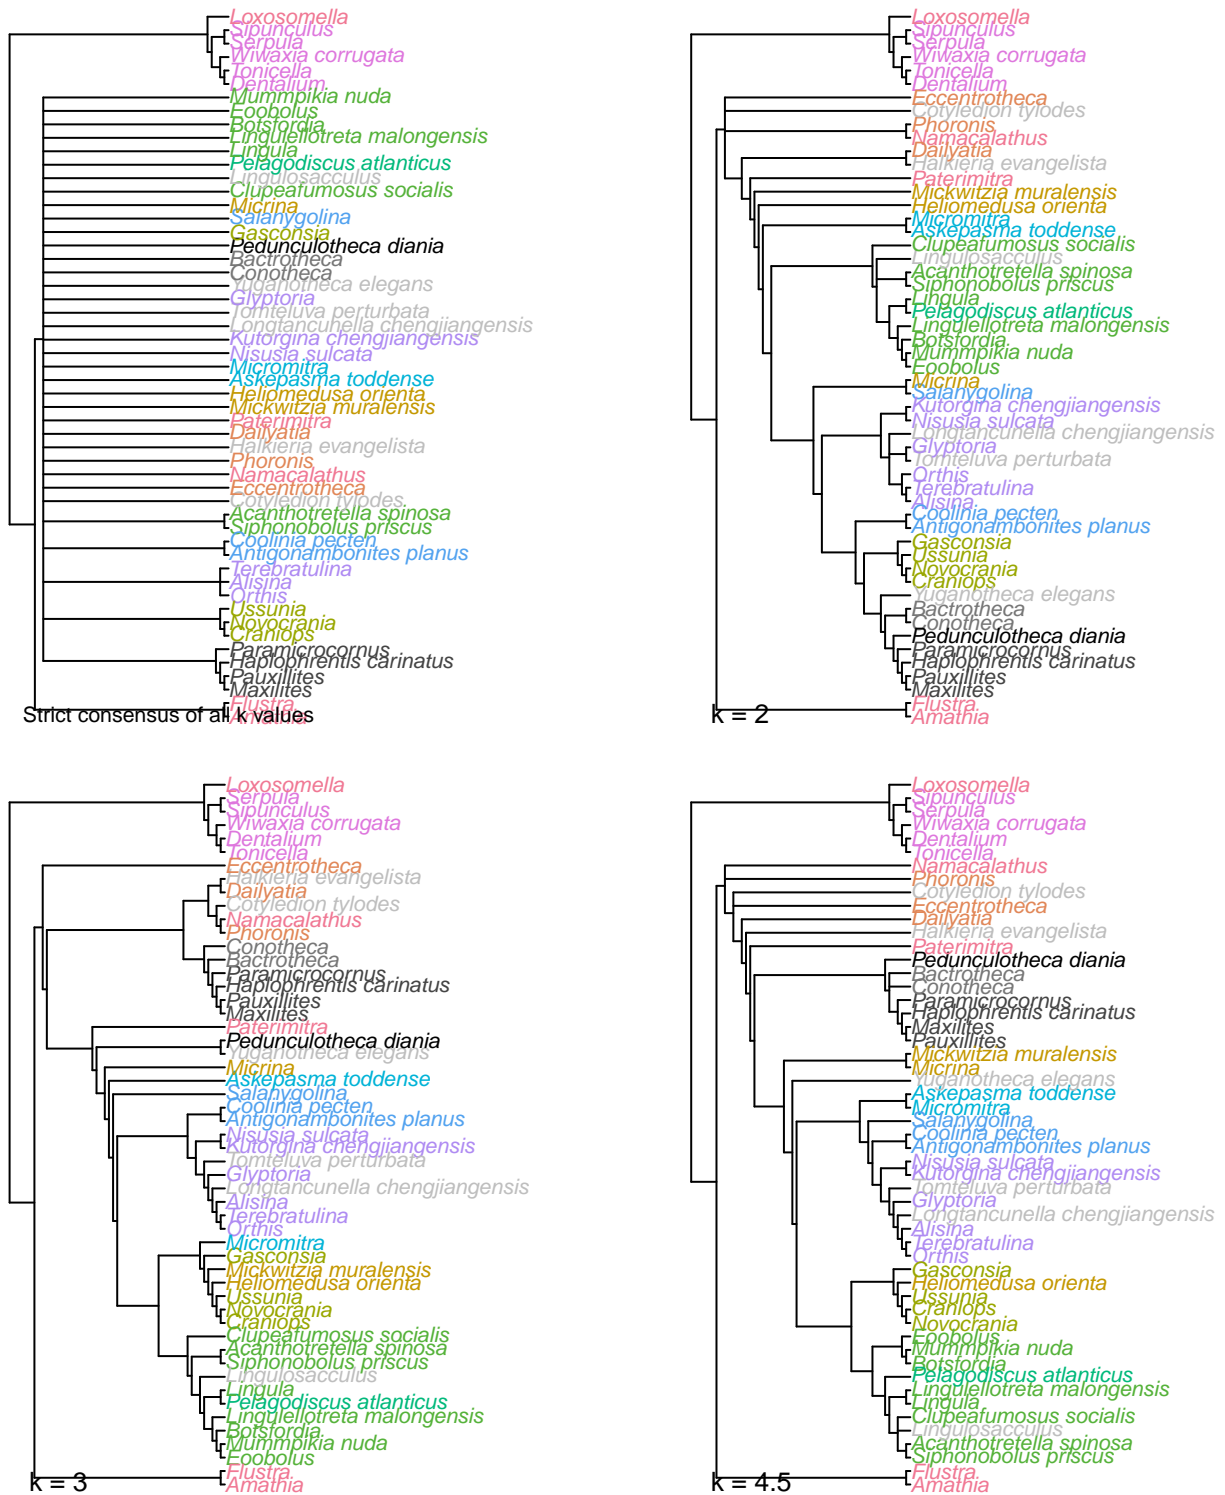 Loxosomella
Sipunculus
Serpula
Wiwaxia corrugata
Tonicella
Dentalium
Mummpikia nuda
Eoobolus
Botsfordia
Lingulellotreta malongensis
Lingula
Pelagodiscus atlanticus
Lingulosacculus
Clupeafumosus socialis
Micrina
Salanygolina
Gasconsia
Pedunculotheca diania
Bactrotheca
Conotheca
Yuganotheca elegans
Glyptoria
Tomteluva perturbata
Longtancunella chengjiangensis
Kutorgina chengjiangensis
Nisusia sulcata
Micromitra
Askepasma toddense
Heliomedusa orienta
Mickwitzia muralensis
Paterimitra
Dailyatia
Halkieria evangelista
Phoronis
Namacalathus
Eccentrotheca
Cotyledion tylodes
Acanthotretella spinosa
Siphonobolus priscus
Coolinia pecten
Antigonambonites planus
Terebratulina
Alisina
Orthis
Ussunia
Novocrania
Craniops
Paramicrocornus
Haplophrentis carinatus
Pauxillites
Maxilites
Flustra
Amathia
Strict consensus of all k values
Loxosomella
Sipunculus
Serpula
Wiwaxia corrugata
Tonicella
Dentalium
Eccentrotheca
Cotyledion tylodes
Phoronis
Namacalathus
Dailyatia
Halkieria evangelista
Paterimitra
Mickwitzia muralensis
Heliomedusa orienta
Micromitra
Askepasma toddense
Clupeafumosus socialis
Lingulosacculus
Acanthotretella spinosa
Siphonobolus priscus
Lingula
Pelagodiscus atlanticus
Lingulellotreta malongensis
Botsfordia
Mummpikia nuda
Eoobolus
Micrina
Salanygolina
Kutorgina chengjiangensis
Nisusia sulcata
Longtancunella chengjiangensis
Glyptoria
Tomteluva perturbata
Orthis
Terebratulina
Alisina
Coolinia pecten
Antigonambonites planus
Gasconsia
Ussunia
Novocrania
Craniops
Yuganotheca elegans
Bactrotheca
Conotheca
Pedunculotheca diania
Paramicrocornus
Haplophrentis carinatus
Pauxillites
Maxilites
Flustra
Amathia
k = 2
Loxosomella
Serpula
Sipunculus
Wiwaxia corrugata
Dentalium
Tonicella
Eccentrotheca
Halkieria evangelista
Dailyatia
Cotyledion tylodes
Namacalathus
Phoronis
Conotheca
Bactrotheca
Paramicrocornus
Haplophrentis carinatus
Pauxillites
Maxilites
Paterimitra
Pedunculotheca diania
Yuganotheca elegans
Micrina
Askepasma toddense
Salanygolina
Coolinia pecten
Antigonambonites planus
Nisusia sulcata
Kutorgina chengjiangensis
Tomteluva perturbata
Glyptoria
Longtancunella chengjiangensis
Alisina
Terebratulina
Orthis
Micromitra
Gasconsia
Mickwitzia muralensis
Heliomedusa orienta
Ussunia
Novocrania
Craniops
Clupeafumosus socialis
Acanthotretella spinosa
Siphonobolus priscus
Lingulosacculus
Lingula
Pelagodiscus atlanticus
Lingulellotreta malongensis
Botsfordia
Mummpikia nuda
Eoobolus
Flustra
Amathia
k = 3
Loxosomella
Sipunculus
Serpula
Wiwaxia corrugata
Dentalium
Tonicella
Namacalathus
Phoronis
Cotyledion tylodes
Eccentrotheca
Dailyatia
Halkieria evangelista
Paterimitra
Pedunculotheca diania
Bactrotheca
Conotheca
Paramicrocornus
Haplophrentis carinatus
Maxilites
Pauxillites
Mickwitzia muralensis
Micrina
Yuganotheca elegans
Askepasma toddense
Micromitra
Salanygolina
Coolinia pecten
Antigonambonites planus
Nisusia sulcata
Kutorgina chengjiangensis
Tomteluva perturbata
Glyptoria
Longtancunella chengjiangensis
Alisina
Terebratulina
Orthis
Gasconsia
Heliomedusa orienta
Ussunia
Craniops
Novocrania
Eoobolus
Mummpikia nuda
Botsfordia
Pelagodiscus atlanticus
Lingulellotreta malongensis
Lingula
Clupeafumosus socialis
Lingulosacculus
Acanthotretella spinosa
Siphonobolus priscus
Flustra
Amathia
k = 4.5